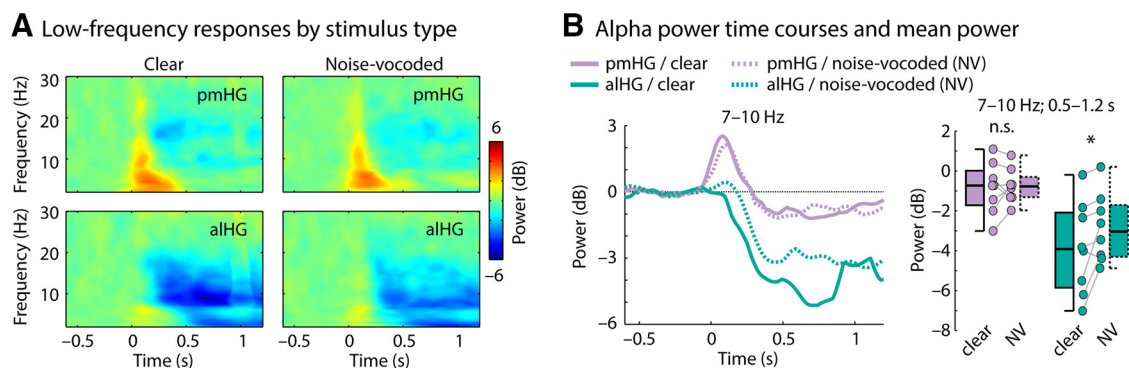 A Low-frequency responses by stimulus type
Clear
Noise-vocoded
Frequency (Hz)
30
20
10
pmHG
pmHG
6
−6
Power (dB)
Frequency (Hz)
30
20
10
alHG
alHG
−0.5 0 0.5 1
Time (s)
−0.5 0 0.5 1
Time (s)
B Alpha power time courses and mean power
pmHG / clear
pmHG / noise-vocoded (NV)
alHG / clear
alHG / noise-vocoded (NV)
7–10 Hz
Power (dB)
3
0
−3
−6
−0.5 0 0.5 1
Time (s)
7–10 Hz; 0.5–1.2 s
n.s.
*
Power (dB)
2
0
−2
−4
−6
−8
clear
NV
clear
NV